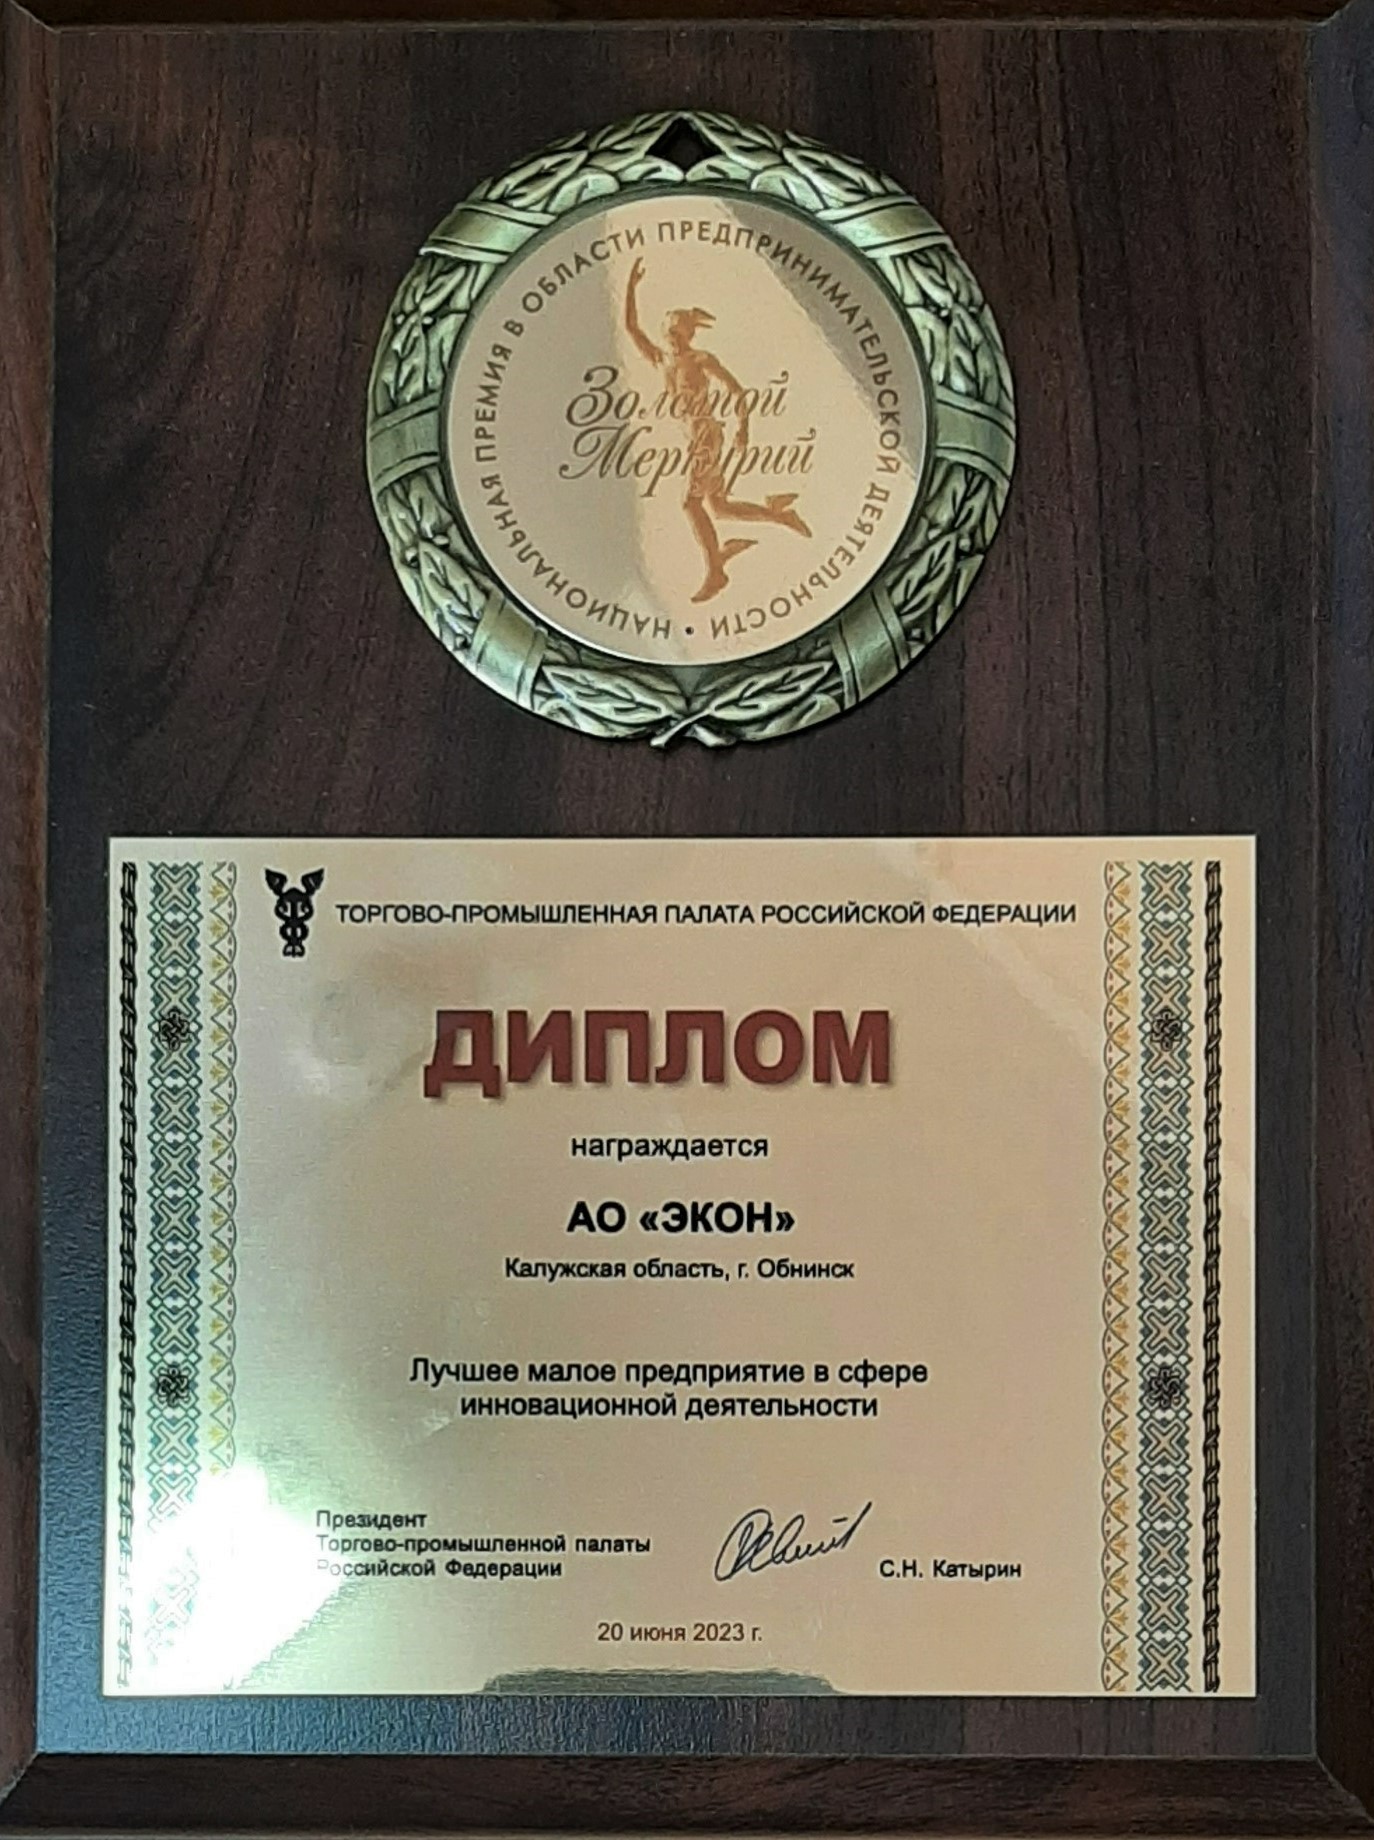 НАЦИОНАЛЬНАЯ ПРЕМИЯ В ОБЛАСТИ ПРЕДПРИНИМАТЕЛЬСКОЙ ДЕЯТЕЛЬНОСТИ •
Золотой
Меркурий
ТОРГОВО-ПРОМЫШЛЕННАЯ ПАЛАТА РОССИЙСКОЙ ФЕДЕРАЦИИ
ДИПЛОМ
награждается
АО «ЭКОН»
Калужская область, г. Обнинск
Лучшее малое предприятие в сфере
инновационной деятельности
Президент
Торгово-промышленной палаты
Российской Федерации
С.Н. Катырин
20 июня 2023 г.